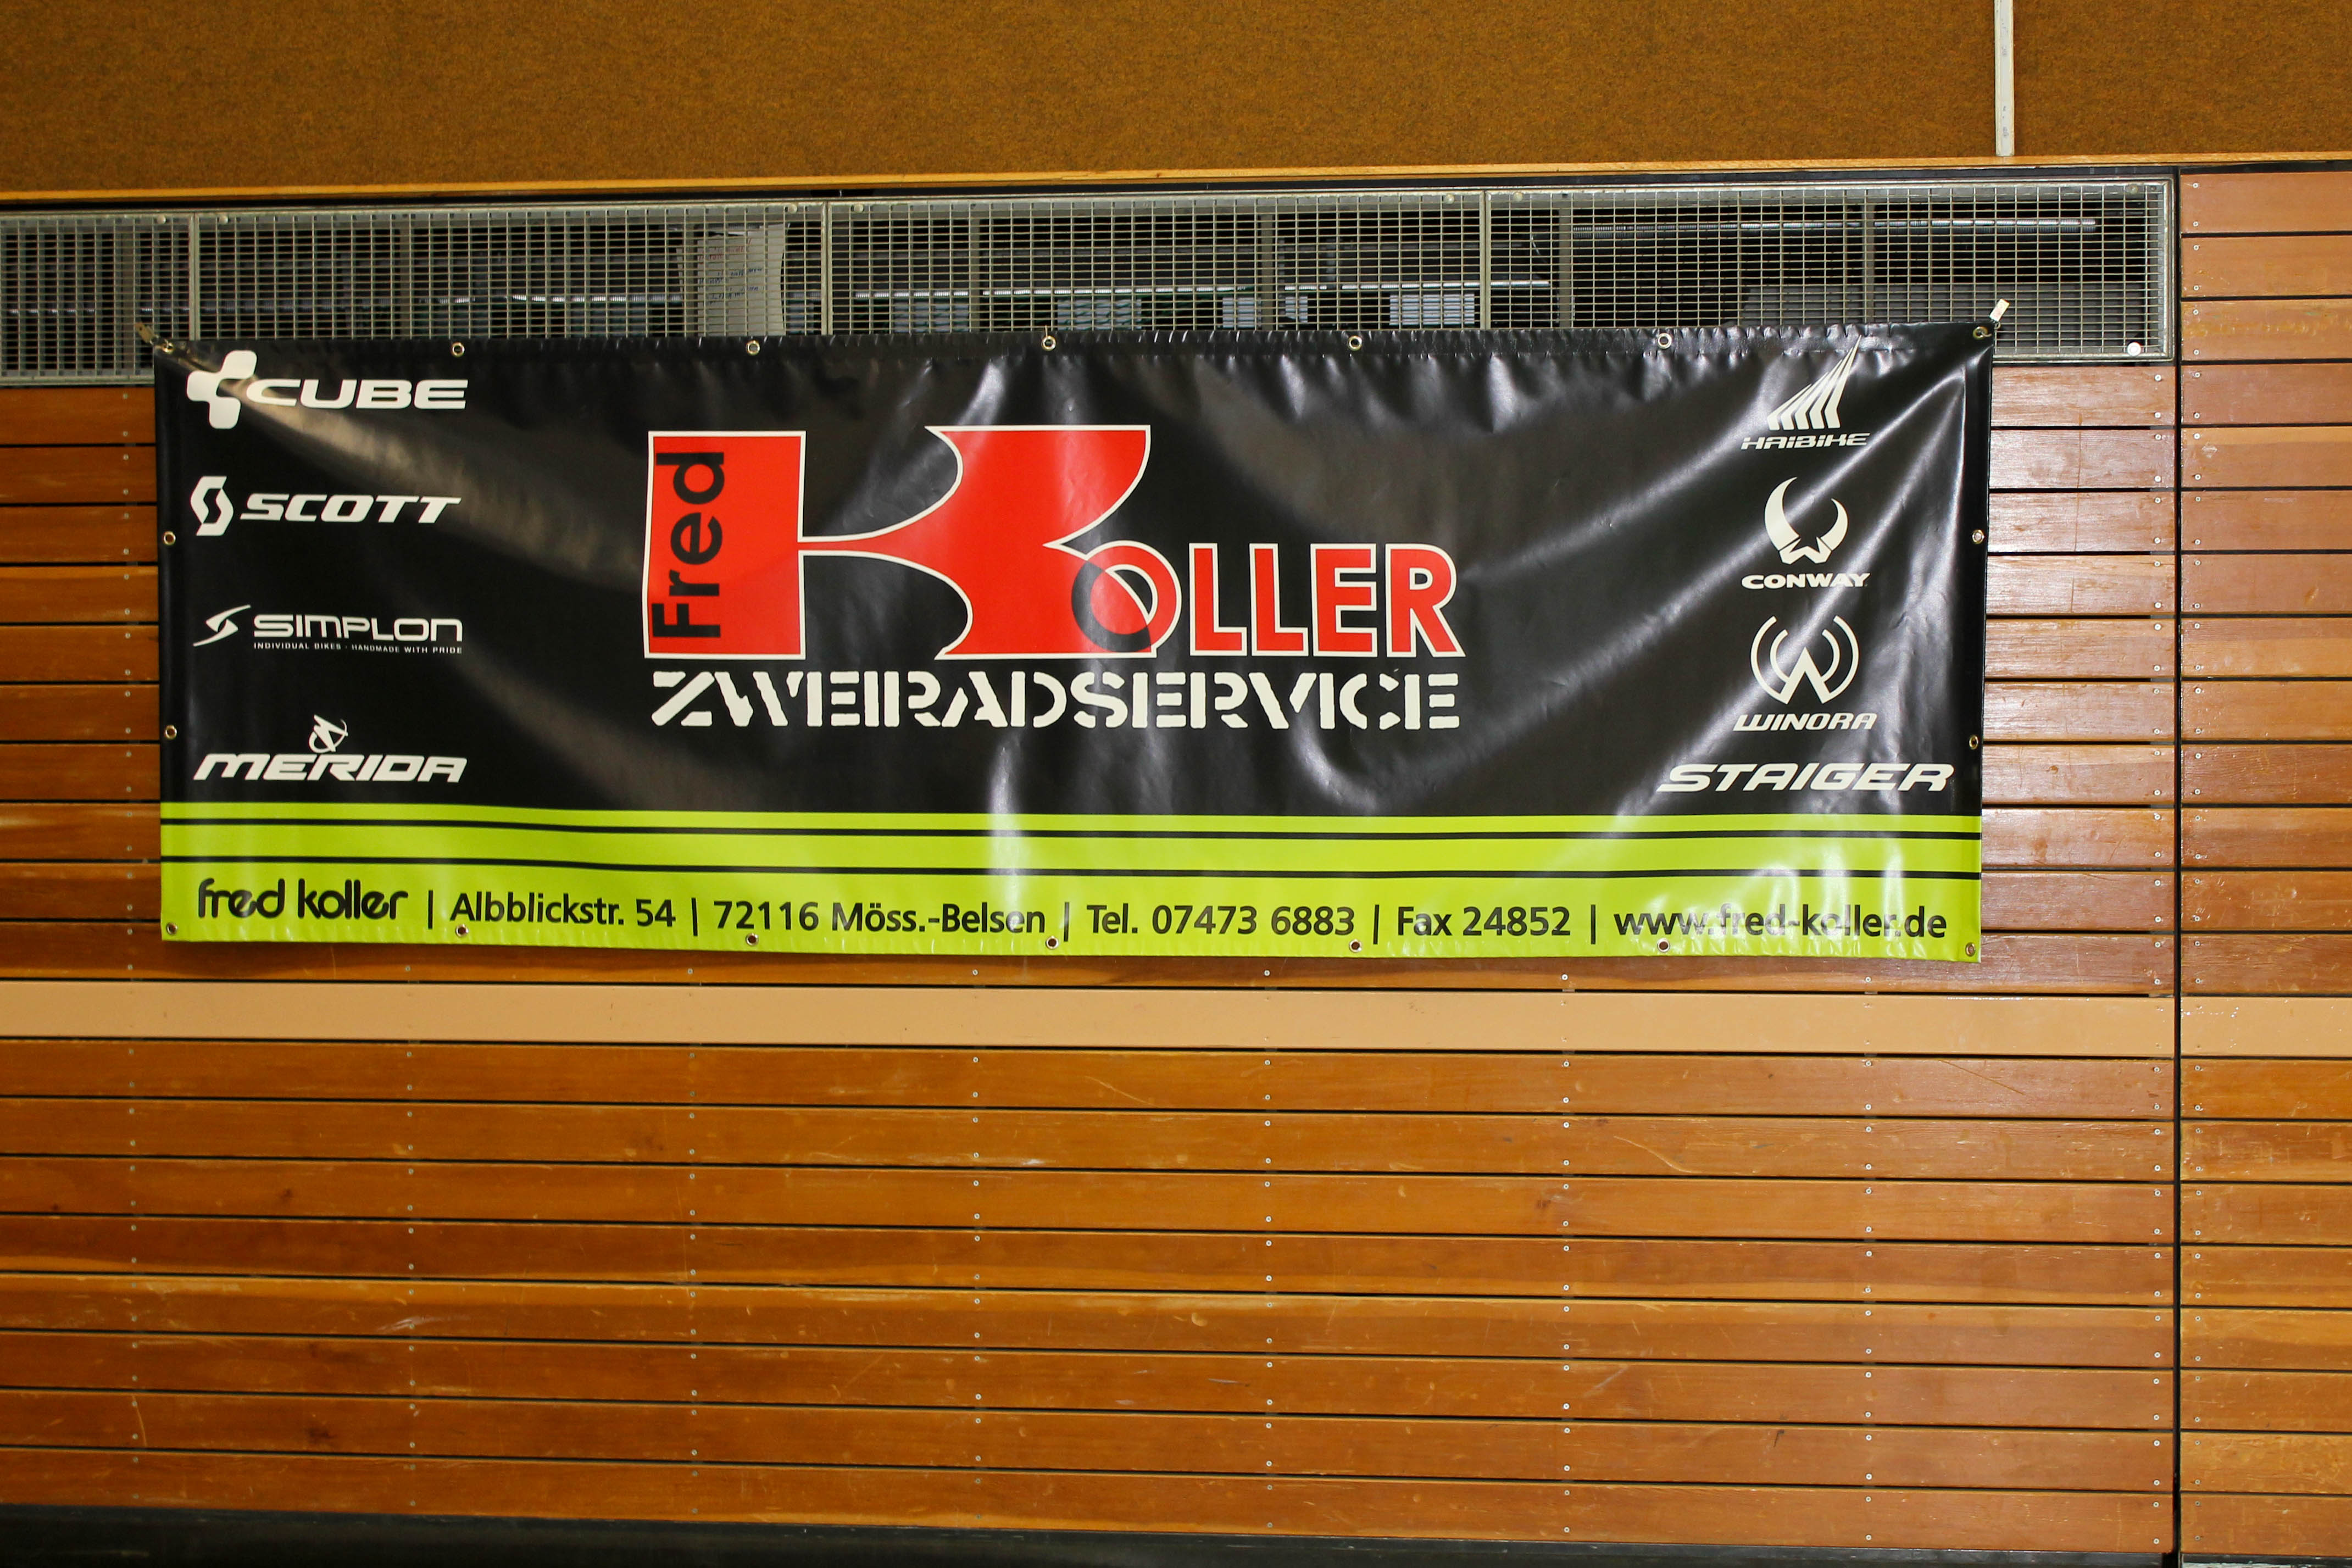 CUBE
SCOTT
SIMPLON
INDIVIDUAL BIKES - HANDMADE WITH PRIDE
MERIDA
Fred
KOLLER
ZWEIRADSERVICE
HAIBIKE
CONWAY
WINORA
STAIGER
fred koller | Albblickstr. 54 | 72116 Möss.-Belsen | Tel. 07473 6883 | Fax 24852 | www.fred-koller.de